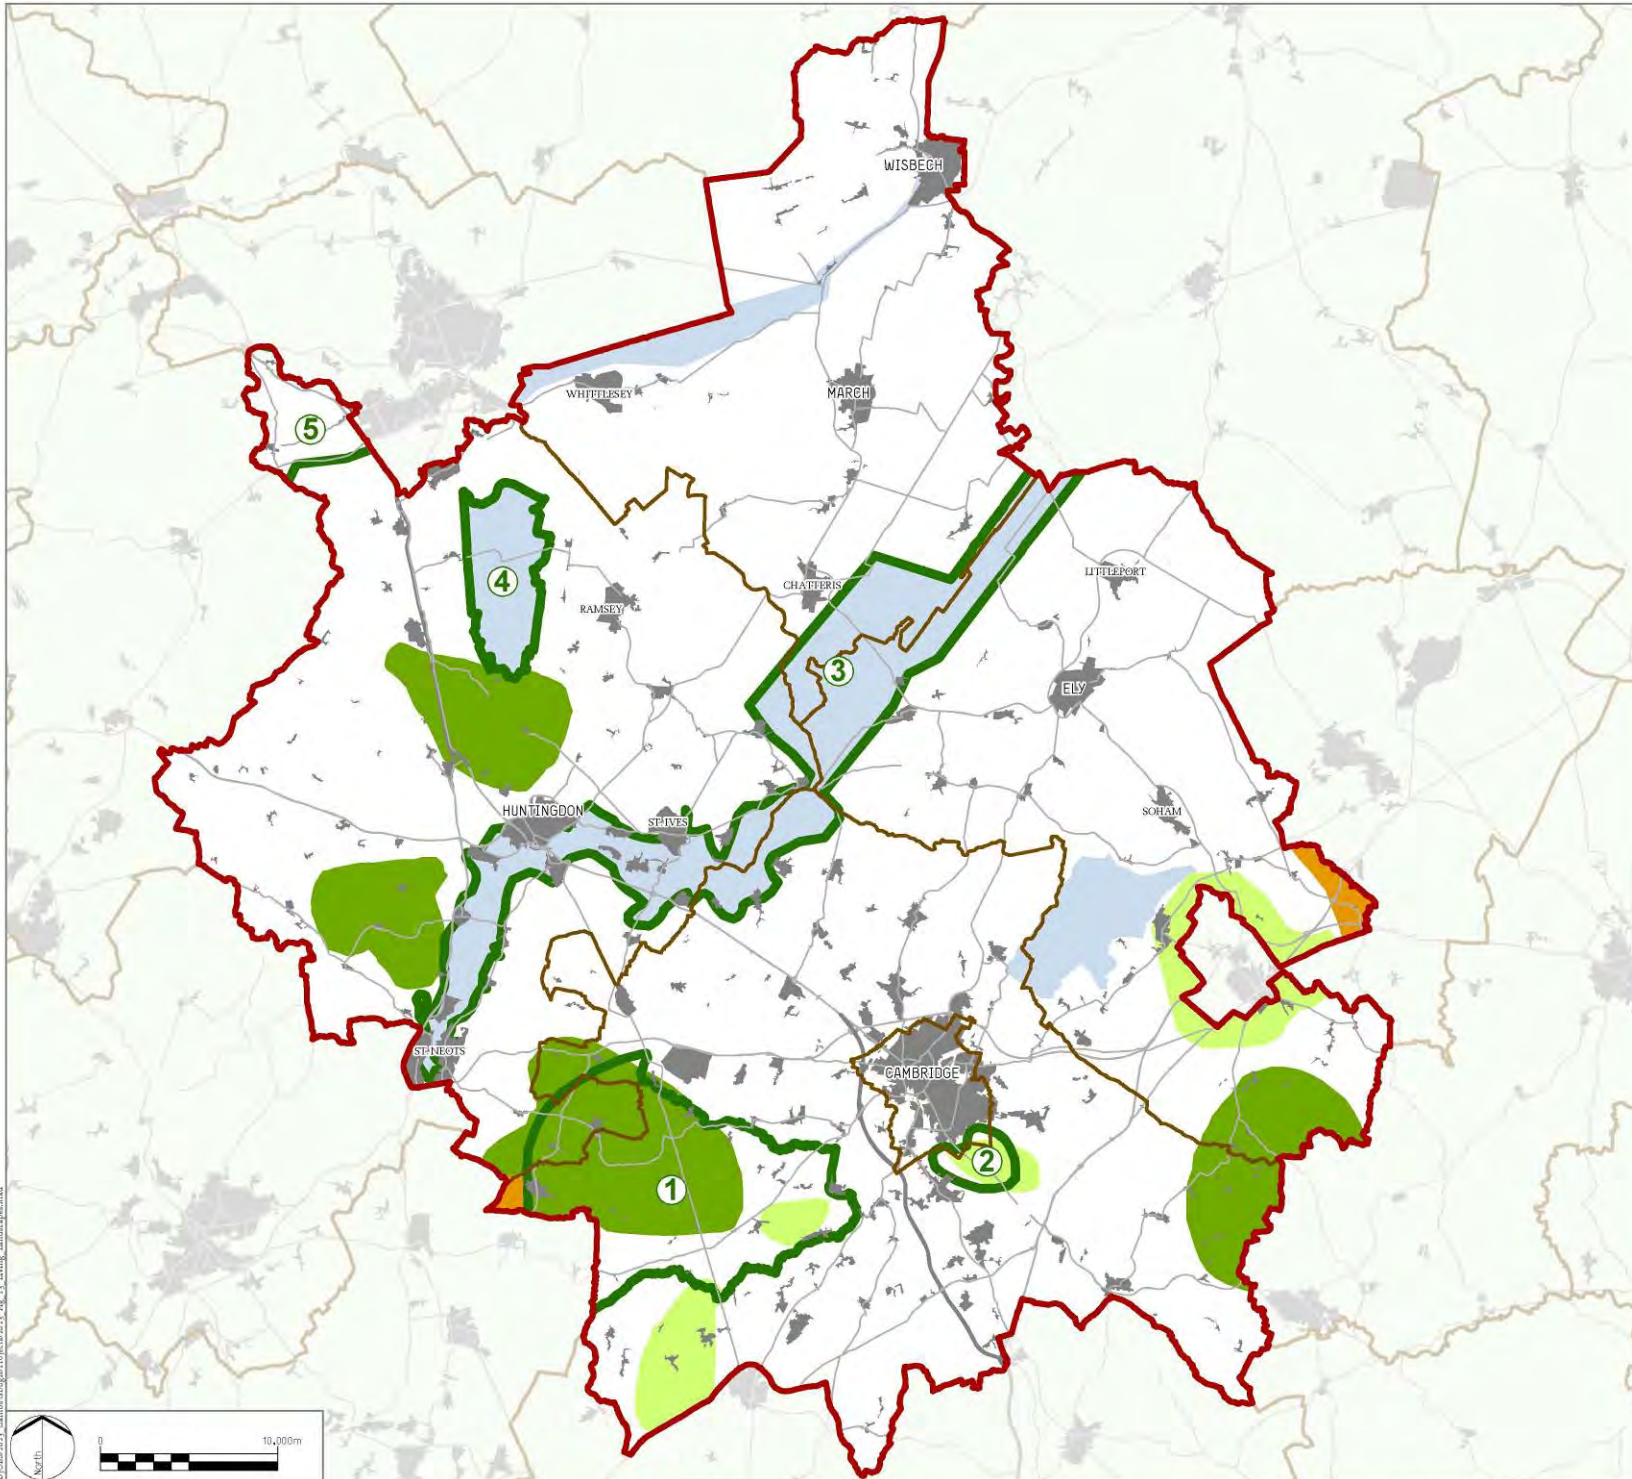 WISBECH
WHITTLESEY
MARCH
5
4
CHATTERIS
LITTLEPORT
RAMSEY
3
ELY
HUNTINGDON
ST.IVES
SOHAM
ST.NEOTS
CAMBRIDGE
2
1
North
0 10,000m